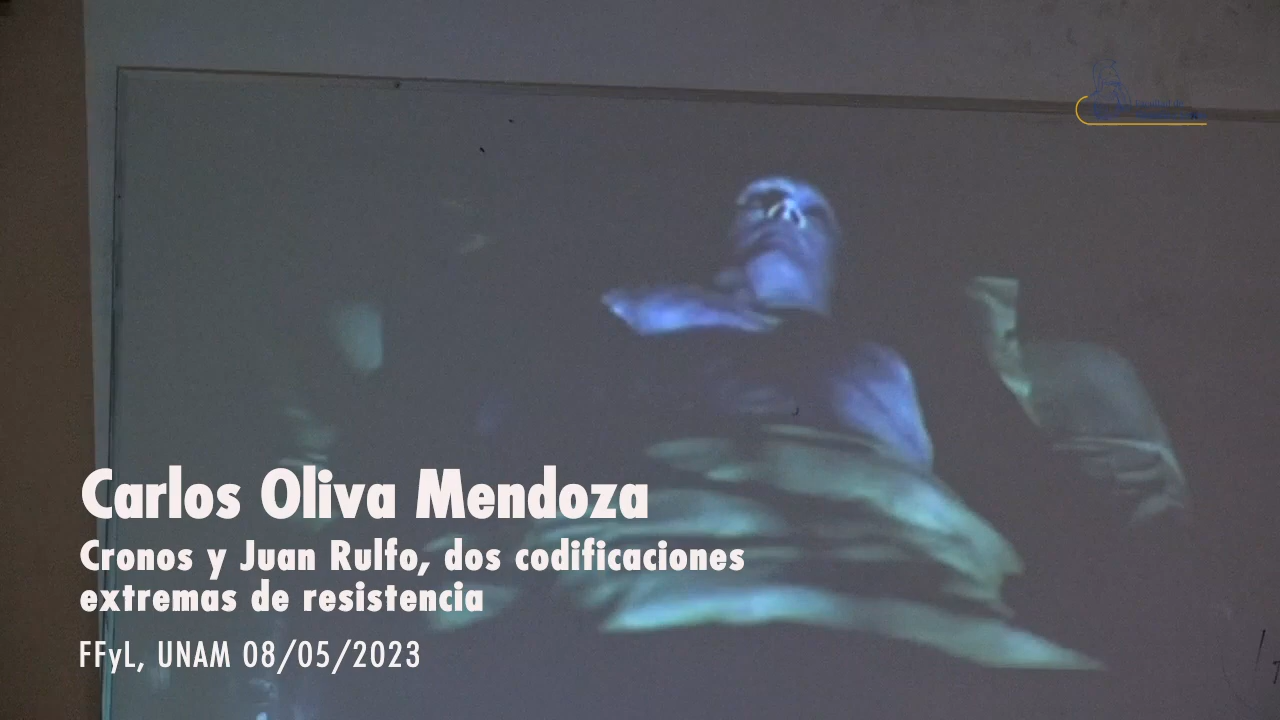 Carlos Oliva Mendoza
Cronos y Juan Rulfo, dos codificaciones
extremas de resistencia
FFyL, UNAM 08/05/2023